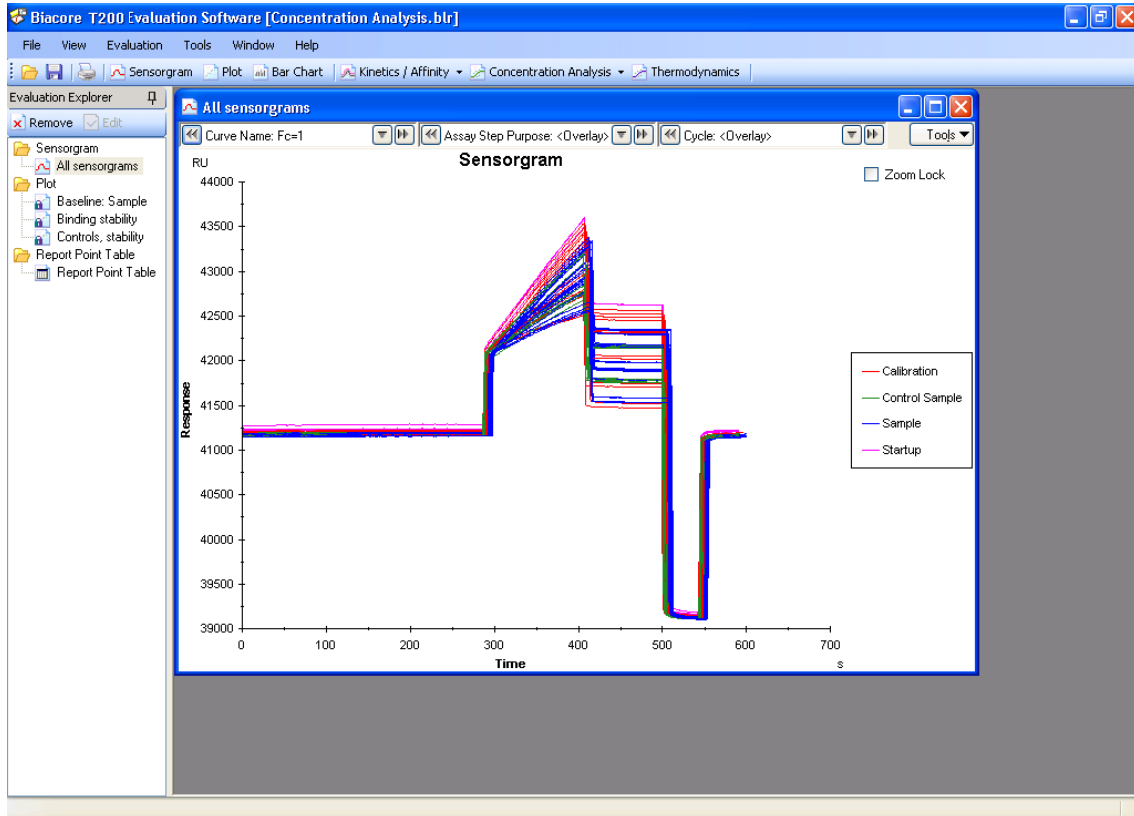 Biacore T200 Evaluation Software [Concentration Analysis.blr]
File View Evaluation Tools Window Help
Sensorgram Plot Bar Chart Kinetics / Affinity Concentration Analysis Thermodynamics
Evaluation Explorer
Remove Edit
Sensorgram
All sensorgrams
Plot
Baseline: Sample
Binding stability
Controls, stability
Report Point Table
Report Point Table
All sensorgrams
Curve Name: Fc=1 Assay Step Purpose: <Overlay> Cycle: <Overlay> Tools
Sensorgram
Zoom Lock
RU
44000
43500
43000
42500
42000
41500
41000
40500
40000
39500
39000
Response
0 100 200 300 400 500 600 700
Time
s
Calibration
Control Sample
Sample
Startup